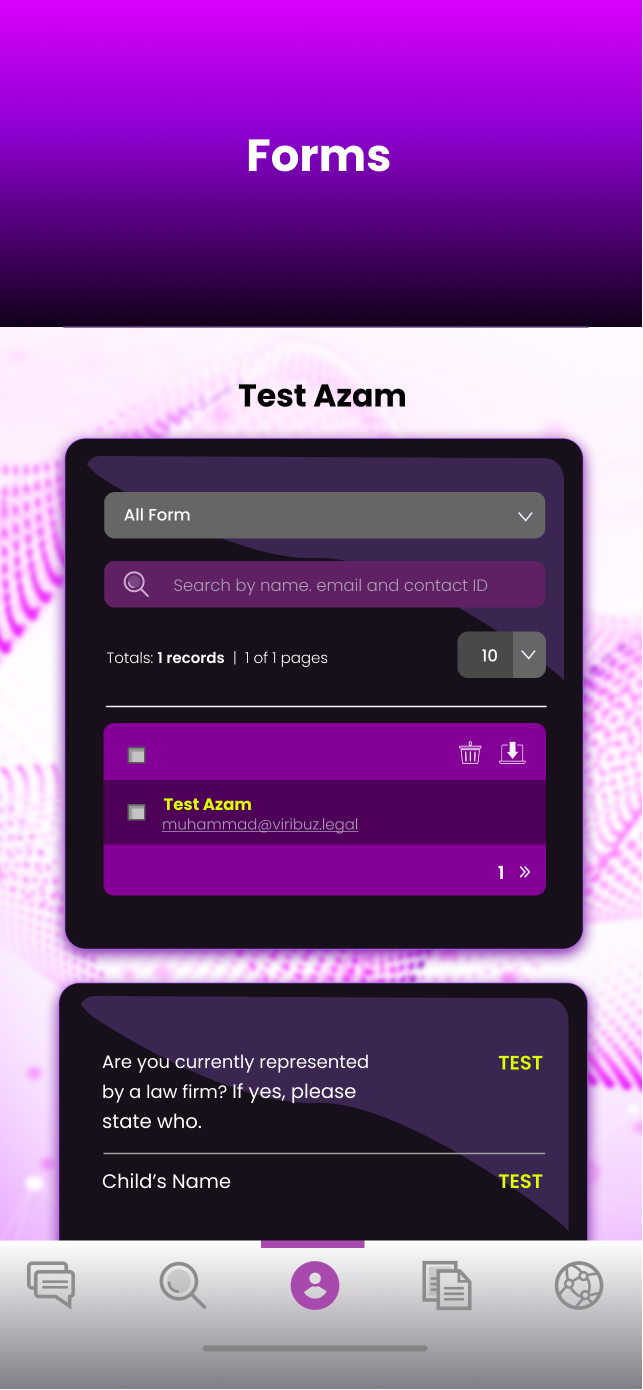 Forms
Test Azam
All Form
Search by name. email and contact ID
Totals: 1 records | 1 of 1 pages
10
Test Azam
muhammad@viribuz.legal
1 »
Are you currently represented
by a law firm? If yes, please
state who.
TEST
Child’s Name
TEST